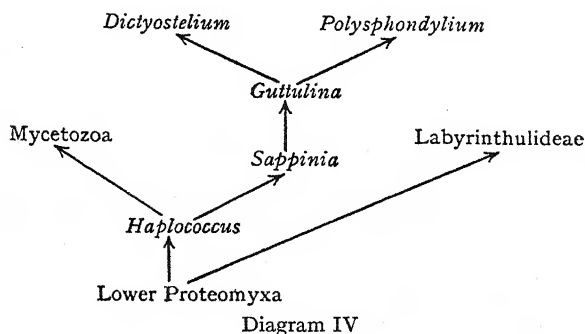 Dictyostelium Polysphondylium
Guttulina
Mycetozoa Labyrinthulideae
Sappinia
Haplococcus
Lower Proteomyxa
Diagram IV